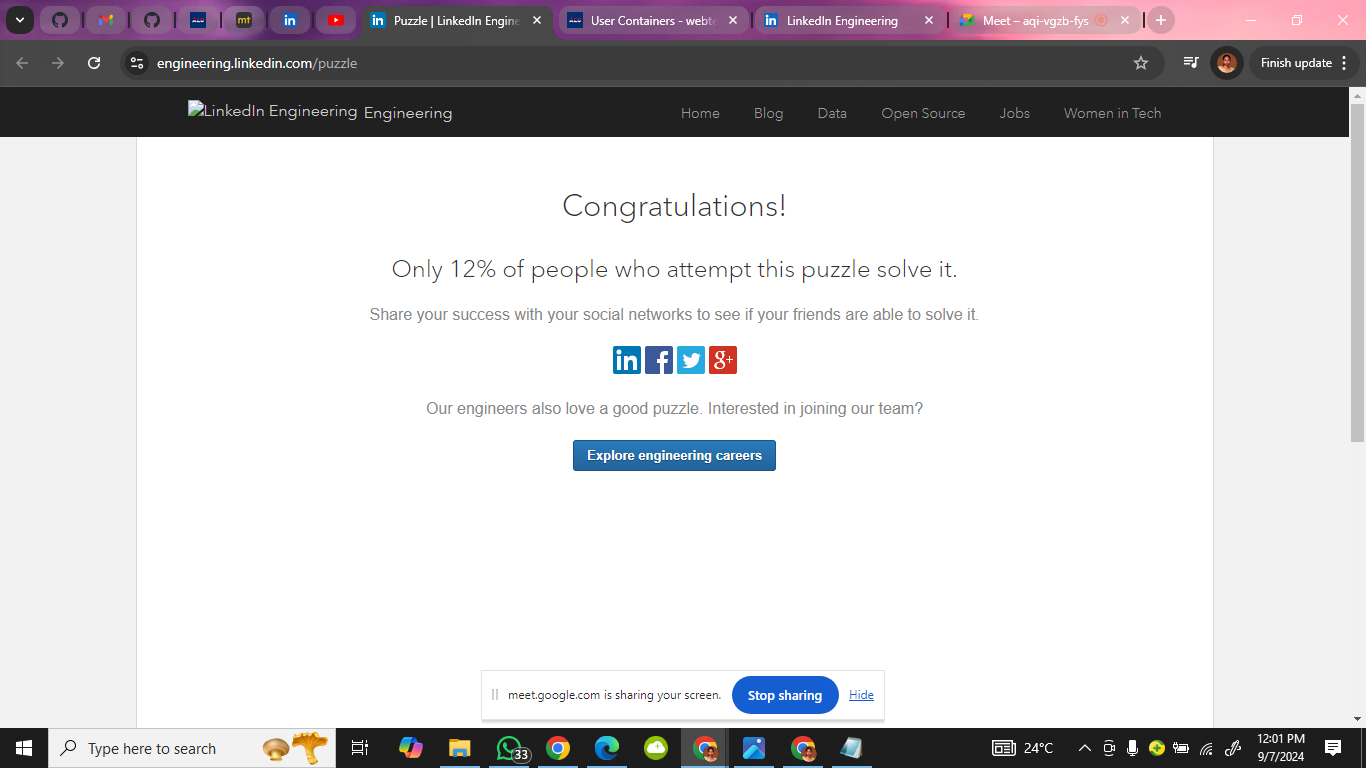 mt
in
Puzzle | LinkedIn Engine
User Containers - webt
LinkedIn Engineering
Meet – aqi-vgzb-fys
engineering.linkedin.com/puzzle
Finish update
LinkedIn Engineering Engineering
Home
Blog
Data
Open Source
Jobs
Women in Tech
Congratulations!
Only 12% of people who attempt this puzzle solve it.
Share your success with your social networks to see if your friends are able to solve it.
in f g+
Our engineers also love a good puzzle. Interested in joining our team?
Explore engineering careers
meet.google.com is sharing your screen.
Stop sharing
Hide
Type here to search
33
24°C
12:01 PM
9/7/2024